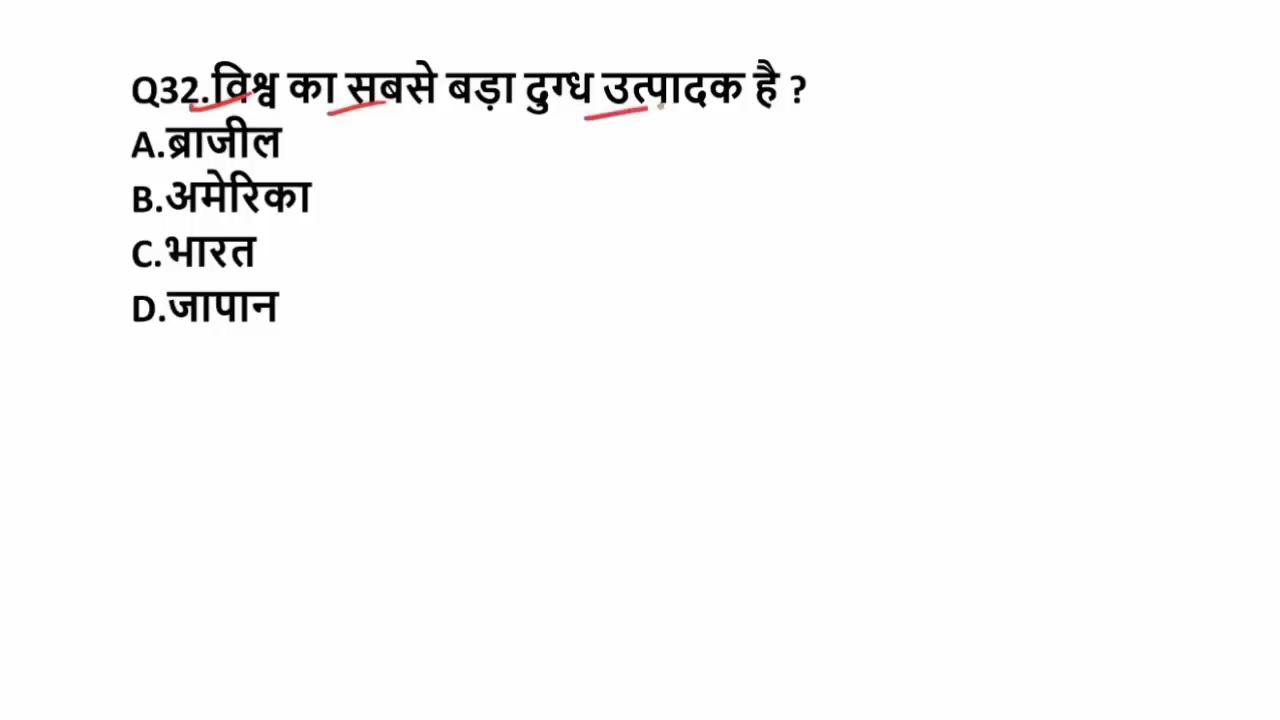 Q32.विश्व का सबसे बड़ा दुग्ध उत्पादक है ?
A.ब्राजील
B.अमेरिका
C.भारत
D.जापान